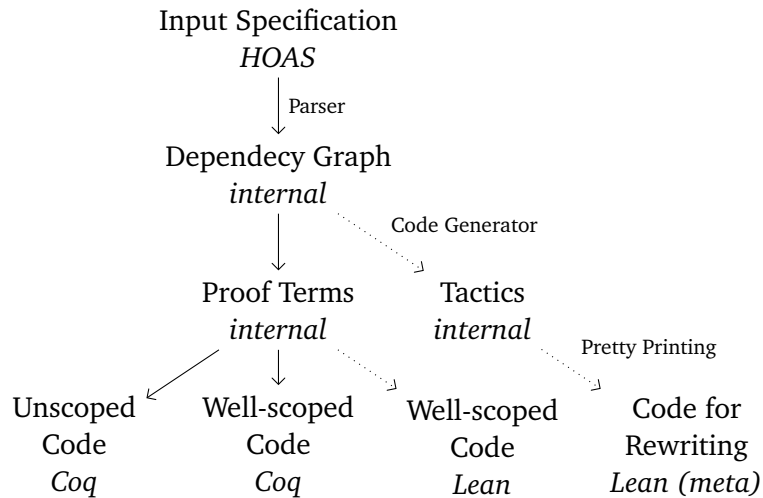 Input Specification
HOAS
Parser
Dependecy Graph
internal
Code Generator
Proof Terms
internal
Tactics
internal
Pretty Printing
Unscoped
Code
Coq
Well-scoped
Code
Coq
Well-scoped
Code
Lean
Code for
Rewriting
Lean (meta)